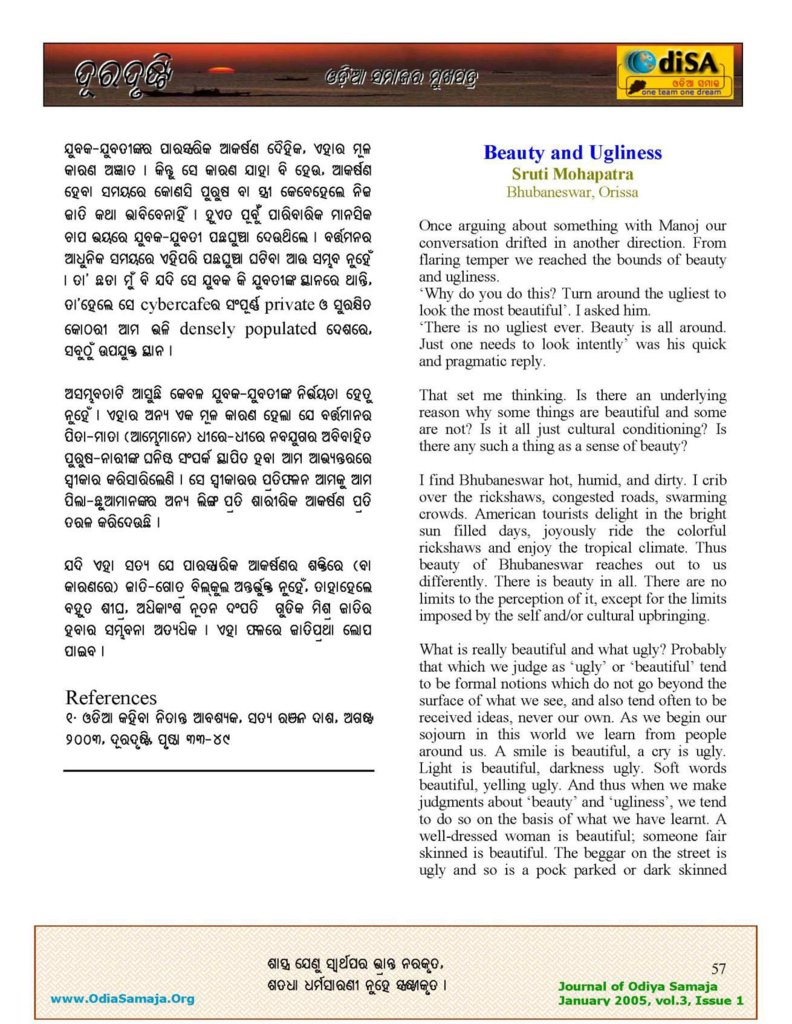 ଦୂରଦୃଷ୍ଟି
ଓଡ଼ିଆ ସମାଜର ମୁଖପତ୍ର
OdiSA
ଓଡିଆ ସମାଜ
one team one dream
ଯୁବକ-ଯୁବତୀଙ୍କର ପାରସ୍ପରିକ ଆକର୍ଷଣ ଦୈହିକ, ଏହାର ମୂଳ
କାରଣ ଅଜ୍ଞାତ । କିନ୍ତୁ ସେ କାରଣ ଯାହା ବି ହେଉ, ଆକର୍ଷଣ
ହେବା ସମୟରେ କୋଣସି ପୁରୁଷ ବା ସ୍ତ୍ରୀ କେବେହେଲେ ନିଜ
ଜାତି କଥା ଭାବିବେନାହିଁ । ହୁଏତ ପୂର୍ବୁଁ ପାରିବାରିକ ମାନସିକ
ଚାପ ଭୟରେ ଯୁବକ-ଯୁବତୀ ପଛଘୁଞ୍ଚା ଦେଉଥିଲେ । ବର୍ତ୍ତମନର
ଆଧୁନିକ ସମୟରେ ଏହିପରି ପଛଘୁଞ୍ଚା ଘଟିବା ଆଉ ସମ୍ଭବ ନୁହେଁ
। ତା' ଛଡା ମୁଁ ବି ଯଦି ସେ ଯୁବକ କି ଯୁବତୀଙ୍କ ସ୍ଥାନରେ ଥାନ୍ତି,
ତା'ହେଲେ ସେ cybercafeର ସଂପୂର୍ଣ୍ଣ private ଓ ସୁରକ୍ଷିତ
କୋଠରୀ ଆମ ଭଳି densely populated ଦେଶରେ,
ସବୁଠୁଁ ଉପଯୁକ୍ତ ସ୍ଥାନ ।
ଅସମ୍ଭବତାଟି ଆସୁଛି କେବଳ ଯୁବକ-ଯୁବତୀଙ୍କ ନିର୍ଭୟତା ହେତୁ
ନୁହେଁ । ଏହାର ଅନ୍ୟ ଏକ ମୂଳ କାରଣ ହେଲା ଯେ ବର୍ତ୍ତମାନର
ପିତା-ମାତା (ଆମ୍ଭେମାନେ) ଧୀରେ-ଧୀରେ ନବଯୁଗର ଅବିବାହିତ
ପୁରୁଷ-ନାରୀଙ୍କ ଘନିଷ୍ଠ ସଂପର୍କ ସ୍ଥାପିତ ହବା ଆମ ଆଭ୍ୟନ୍ତରରେ
ସ୍ବୀକାର କରିସାରିଲେଣି । ସେ ସ୍ବୀକାରର ପ୍ରତିଫଳନ ଆମକୁ ଆମ
ପିଲା-ଛୁଆମାନଙ୍କର ଅନ୍ୟ ଲିଙ୍ଗ ପ୍ରତି ଶାରୀରିକ ଆକର୍ଷଣ ପ୍ରତି
ତରଳ କରିଦେଉଛି ।
ଯଦି ଏହା ସତ୍ୟ ଯେ ପାରସ୍ପରିକ ଆକର୍ଷଣର ଶକ୍ତିରେ (ବା
କାରଣରେ) ଜାତି-ଗୋତ୍ର ବିଲ୍‌କୁଲ ଅନ୍ତର୍ଭୁକ୍ତ ନୁହେଁ, ତାହାହେଲେ
ବହୁତ ଶୀଘ୍ର, ଅଧିକାଂଶ ନୂତନ ଦଂପତି ଗୁଡିକ ମିଶ୍ର ଜାତିର
ହବାର ସମ୍ଭବନା ଅତ୍ୟଧିକ । ଏହା ଫଳରେ ଜାତିପ୍ରଥା ଲୋପ
ପାଇବ ।
References
୧· ଓଡିଆ କହିବା ନିତାନ୍ତ ଆବଶ୍ୟକ, ସତ୍ୟ ରଞ୍ଜନ ଦାଶ, ଅଗଷ୍ଟ
୨୦୦୩, ଦୂରଦୃଷ୍ଟି, ପୃଷ୍ଠା ୩୩-୪୯
Beauty and Ugliness
Sruti Mohapatra
Bhubaneswar, Orissa
Once arguing about something with Manoj our
conversation drifted in another direction. From
flaring temper we reached the bounds of beauty
and ugliness.
‘Why do you do this? Turn around the ugliest to
look the most beautiful’. I asked him.
‘There is no ugliest ever. Beauty is all around.
Just one needs to look intently’ was his quick
and pragmatic reply.
That set me thinking. Is there an underlying
reason why some things are beautiful and some
are not? Is it all just cultural conditioning? Is
there any such a thing as a sense of beauty?
I find Bhubaneswar hot, humid, and dirty. I crib
over the rickshaws, congested roads, swarming
crowds. American tourists delight in the bright
sun filled days, joyously ride the colorful
rickshaws and enjoy the tropical climate. Thus
beauty of Bhubaneswar reaches out to us
differently. There is beauty in all. There are no
limits to the perception of it, except for the limits
imposed by the self and/or cultural upbringing.
What is really beautiful and what ugly? Probably
that which we judge as ‘ugly’ or ‘beautiful’ tend
to be formal notions which do not go beyond the
surface of what we see, and also tend often to be
received ideas, never our own. As we begin our
sojourn in this world we learn from people
around us. A smile is beautiful, a cry is ugly.
Light is beautiful, darkness ugly. Soft words
beautiful, yelling ugly. And thus when we make
judgments about ‘beauty’ and ‘ugliness’, we tend
to do so on the basis of what we have learnt. A
well-dressed woman is beautiful; someone fair
skinned is beautiful. The beggar on the street is
ugly and so is a pock parked or dark skinned
ଶାସ୍ତ୍ର ଯେଣୁ ସ୍ବାର୍ଥପର ଭ୍ରାନ୍ତ ନରକୃତ,
ଶତଧା ଧର୍ମସାରଣୀ ନୁହେ
57
www.OdiaSamaja.Org
Journal of Odiya Samaja
January 2005, vol.3, Issue 1